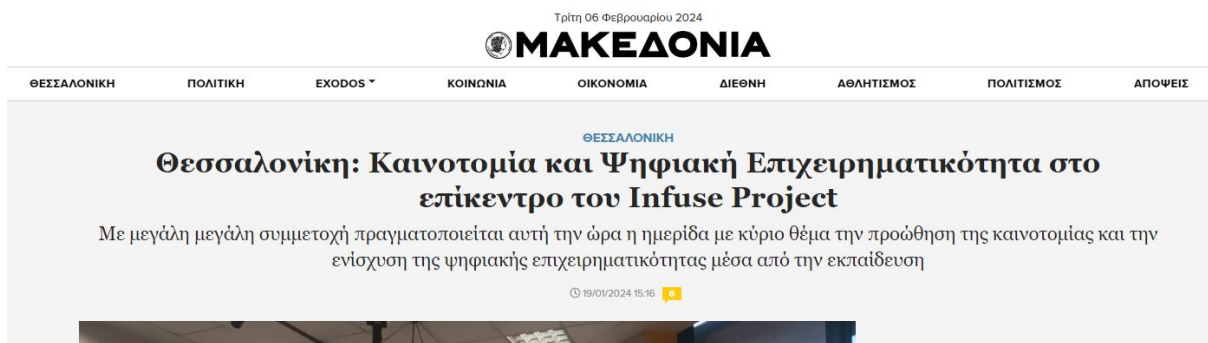 Τρίτη 06 Φεβρουαρίου 2024
ΜΑΚΕΔΟΝΙΑ
ΘΕΣΣΑΛΟΝΙΚΗ ΠΟΛΙΤΙΚΗ EXODOS ΚΟΙΝΩΝΙΑ ΟΙΚΟΝΟΜΙΑ ΔΙΕΘΝΗ ΑΘΛΗΤΙΣΜΟΣ ΠΟΛΙΤΙΣΜΟΣ ΑΠΟΨΕΙΣ
ΘΕΣΣΑΛΟΝΙΚΗ
Θεσσαλονίκη: Καινοτομία και Ψηφιακή Επιχειρηματικότητα στο
επίκεντρο του Infuse Project
Με μεγάλη μεγάλη συμμετοχή πραγματοποιείται αυτή την ώρα η ημερίδα με κύριο θέμα την προώθηση της καινοτομίας και την
ενίσχυση της ψηφιακής επιχειρηματικότητας μέσα από την εκπαίδευση
19/01/2024 15:16 0